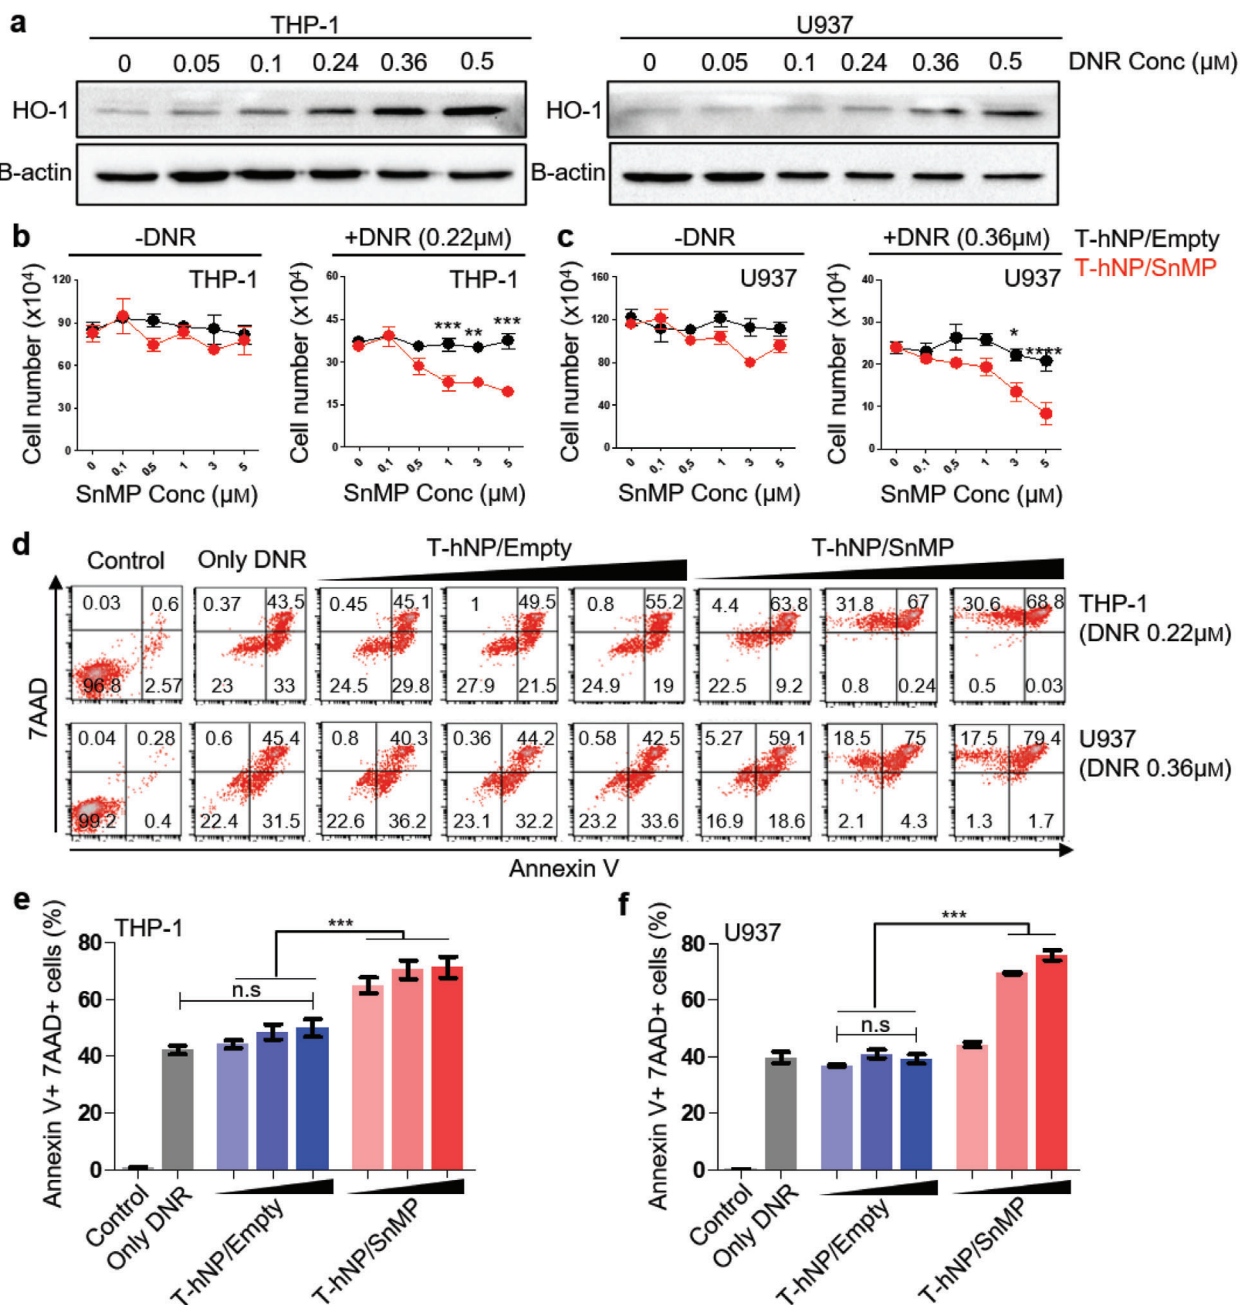 a
THP-1
U937
0 0.05 0.1 0.24 0.36 0.5
0 0.05 0.1 0.24 0.36 0.5
DNR Conc (μM)
HO-1
HO-1
B-actin
B-actin
b
-DNR
+DNR (0.22μM)
c
-DNR
+DNR (0.36μM)
T-hNP/Empty
T-hNP/SnMP
THP-1
THP-1
U937
U937
Cell number (x10⁴)
120
90
60
30
0
0 0.1 0.5 1 3 5
SnMP Conc (μM)
Cell number (x10⁴)
60
45
30
15
0
*** ** ***
0 0.1 0.5 1 3 5
SnMP Conc (μM)
Cell number (x10⁴)
160
120
80
40
0
0 0.1 0.5 1 3 5
SnMP Conc (μM)
Cell number (x10⁴)
40
30
20
10
0
* ****
0 0.1 0.5 1 3 5
SnMP Conc (μM)
d
Control
Only DNR
T-hNP/Empty
T-hNP/SnMP
0.03 0.6 0.37 43.5 0.45 45.1 1 49.5 0.8 55.2 4.4 63.8 31.8 67 30.6 68.8
96.8 2.57 23 33 24.5 29.8 27.9 21.5 24.9 19 22.5 9.2 0.8 0.24 0.5 0.03
THP-1
(DNR 0.22μM)
0.04 0.28 0.6 45.4 0.8 40.3 0.36 44.2 0.58 42.5 5.27 59.1 18.5 75 17.5 79.4
99.2 0.4 22.4 31.5 22.6 36.2 23.1 32.2 23.2 33.6 16.9 18.6 2.1 4.3 1.3 1.7
U937
(DNR 0.36μM)
7AAD
Annexin V
e
THP-1
Annexin V+ 7AAD+ cells (%)
80
60
40
20
0
***
n.s
Control
Only DNR
T-hNP/Empty
T-hNP/SnMP
f
U937
Annexin V+ 7AAD+ cells (%)
80
60
40
20
0
***
n.s
Control
Only DNR
T-hNP/Empty
T-hNP/SnMP